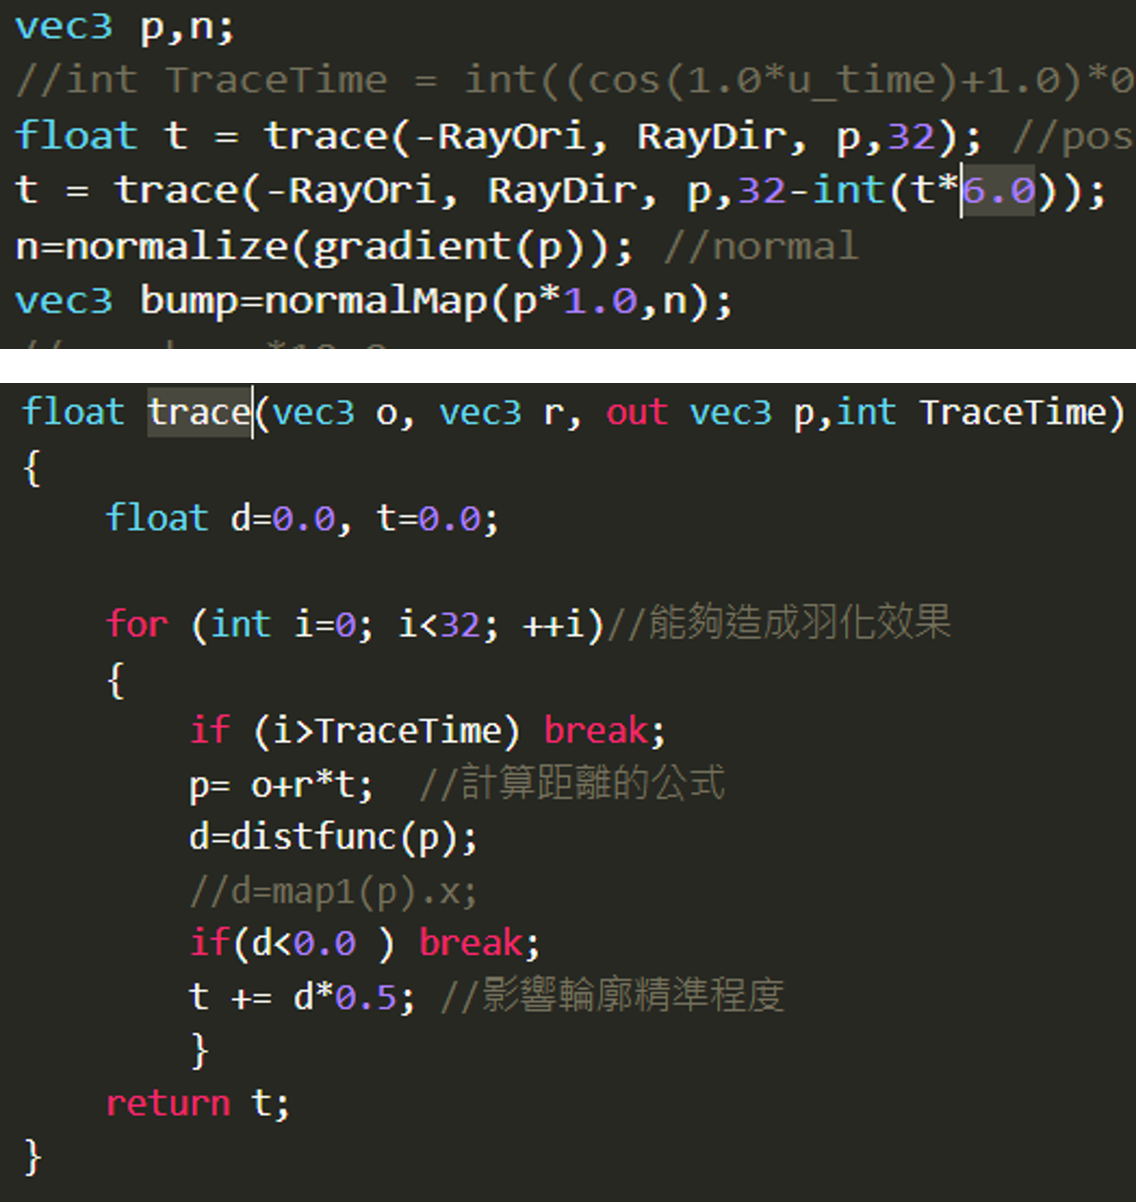 vec3 p,n;
//int TraceTime = int((cos(1.0*u_time)+1.0)*0
float t = trace(-RayOri, RayDir, p,32); //pos
t = trace(-RayOri, RayDir, p,32-int(t*6.0));
n=normalize(gradient(p)); //normal
vec3 bump=normalMap(p*1.0,n);
float trace(vec3 o, vec3 r, out vec3 p,int TraceTime)
{
float d=0.0, t=0.0;
for (int i=0; i<32; ++i)//能夠造成羽化效果
{
if (i>TraceTime) break;
p= o+r*t; //計算距離的公式
d=distfunc(p);
//d=map1(p).x;
if(d<0.0 ) break;
t += d*0.5; //影響輪廓精準程度
}
return t;
}